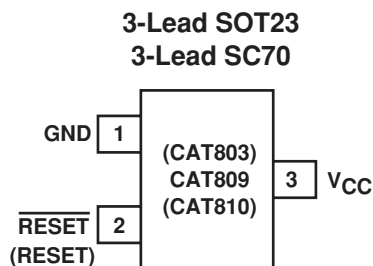 3-Lead SOT23
3-Lead SC70
GND 1
(CAT803)
CAT809
(CAT810)
3 VCC
RESET 2
(RESET)